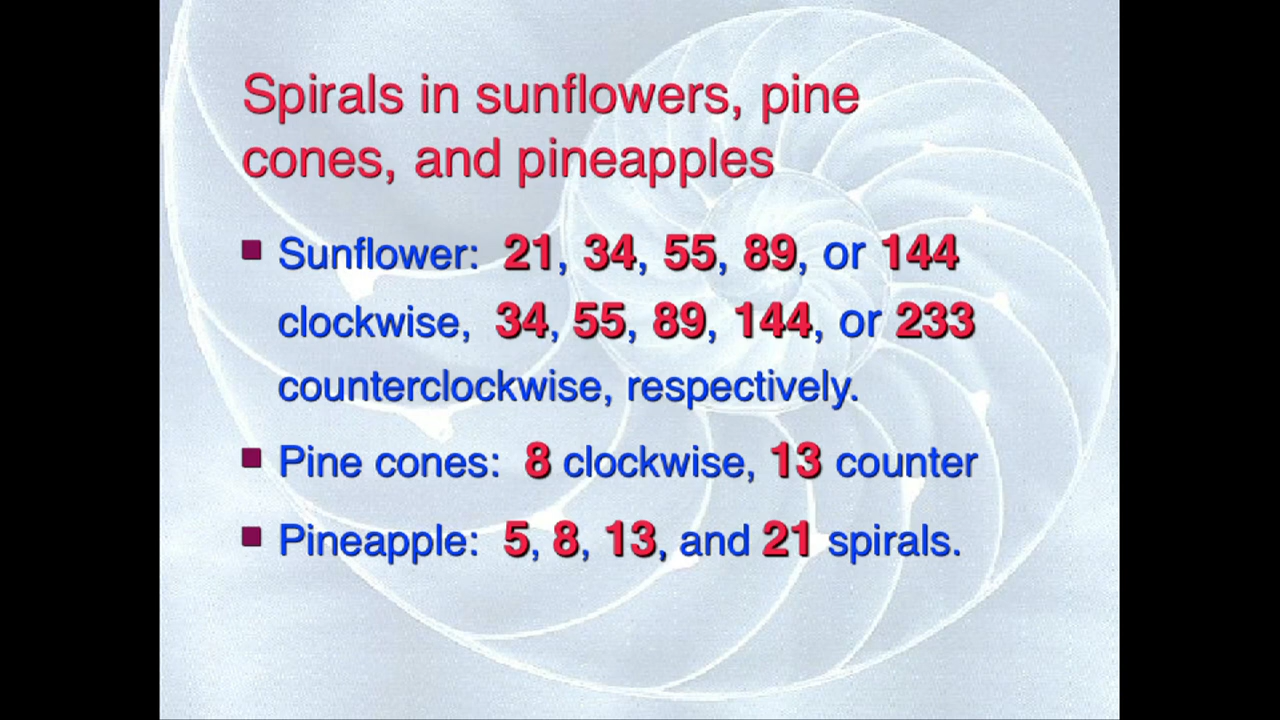 Spirals in sunflowers, pine
cones, and pineapples
Sunflower: 21, 34, 55, 89, or 144
clockwise, 34, 55, 89, 144, or 233
counterclockwise, respectively.
Pine cones: 8 clockwise, 13 counter
Pineapple: 5, 8, 13, and 21 spirals.